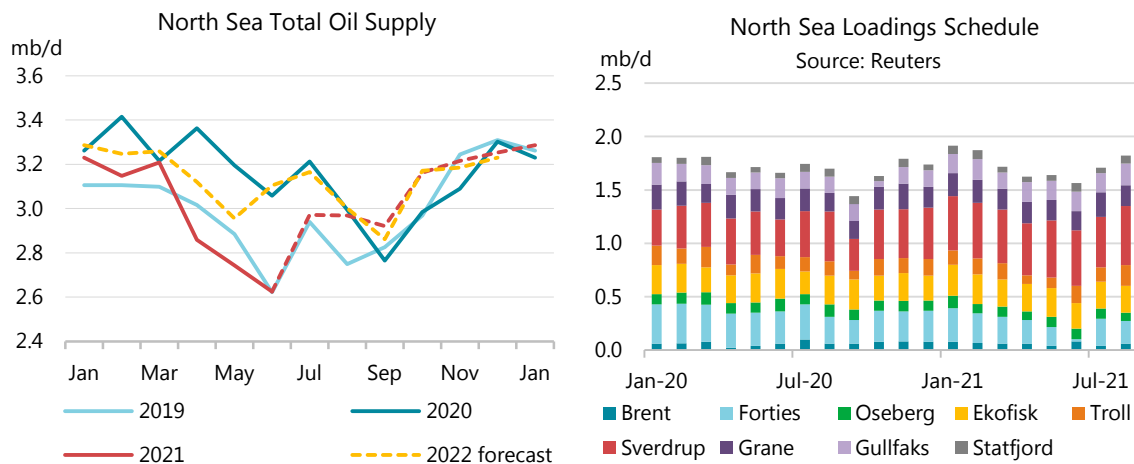 North Sea Total Oil Supply
mb/d
3.6
3.4
3.2
3.0
2.8
2.6
2.4
Jan Mar May Jul Sep Nov Jan
2019 2020
2021 2022 forecast
North Sea Loadings Schedule
mb/d
Source: Reuters
2.5
2.0
1.5
1.0
0.5
0.0
Jan-20 Jul-20 Jan-21 Jul-21
Brent Forties Oseberg Ekofisk Troll
Sverdrup Grane Gullfaks Statfjord